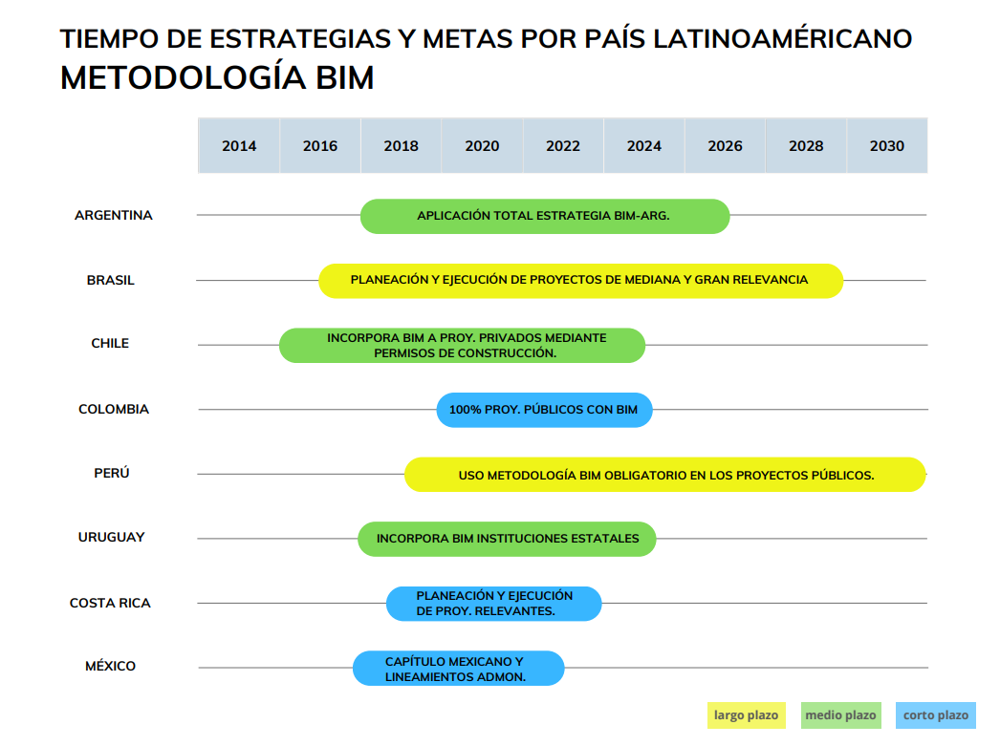 TIEMPO DE ESTRATEGIAS Y METAS POR PAÍS LATINOAMÉRICANO
METODOLOGÍA BIM
2014 2016 2018 2020 2022 2024 2026 2028 2030
ARGENTINA
APLICACIÓN TOTAL ESTRATEGIA BIM-ARG.
BRASIL
PLANEACIÓN Y EJECUCIÓN DE PROYECTOS DE MEDIANA Y GRAN RELEVANCIA
CHILE
INCORPORA BIM A PROY. PRIVADOS MEDIANTE
PERMISOS DE CONSTRUCCIÓN.
COLOMBIA
100% PROY. PÚBLICOS CON BIM
PERÚ
USO METODOLOGÍA BIM OBLIGATORIO EN LOS PROYECTOS PÚBLICOS.
URUGUAY
INCORPORA BIM INSTITUCIONES ESTATALES
COSTA RICA
PLANEACIÓN Y EJECUCIÓN
DE PROY. RELEVANTES.
MÉXICO
CAPÍTULO MEXICANO Y
LINEAMIENTOS ADMON.
largo plazo medio plazo corto plazo